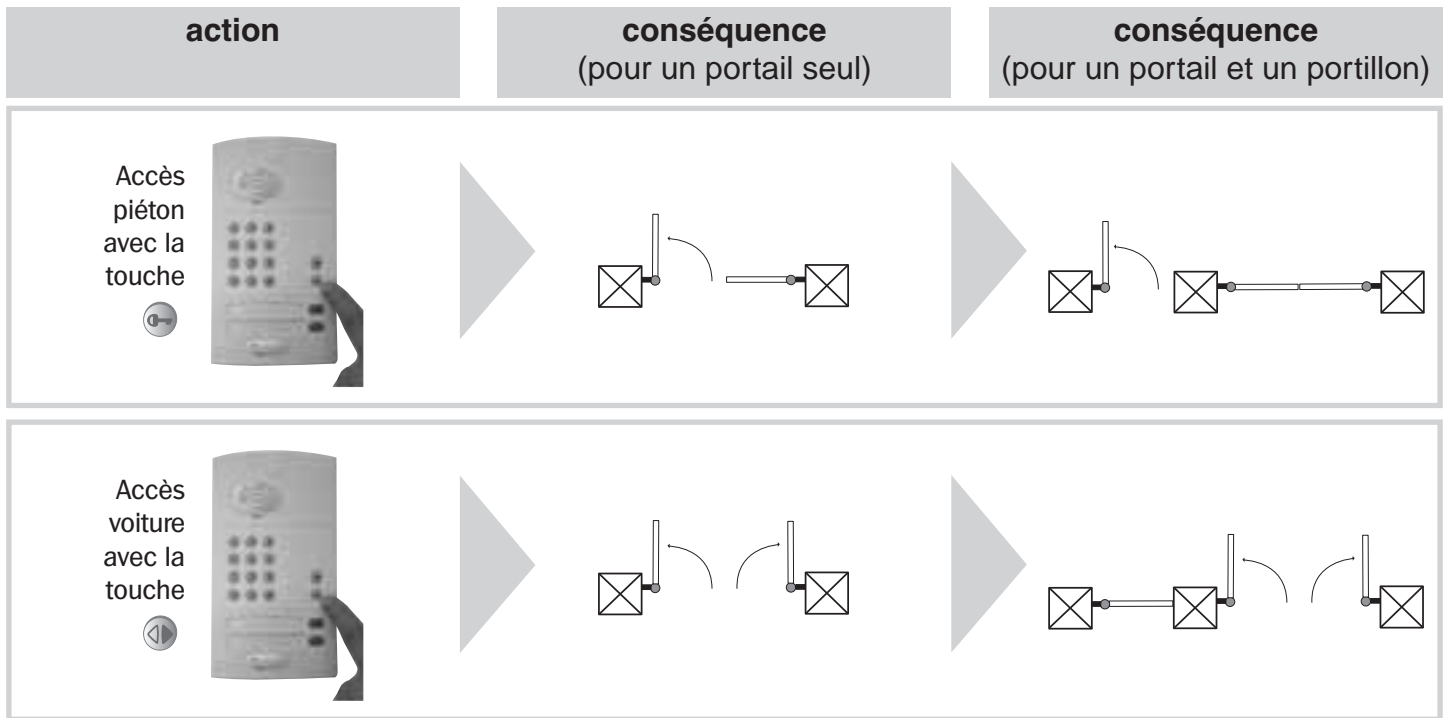 action
conséquence
(pour un portail seul)
conséquence
(pour un portail et un portillon)
Accès
piéton
avec la
touche
Accès
voiture
avec la
touche